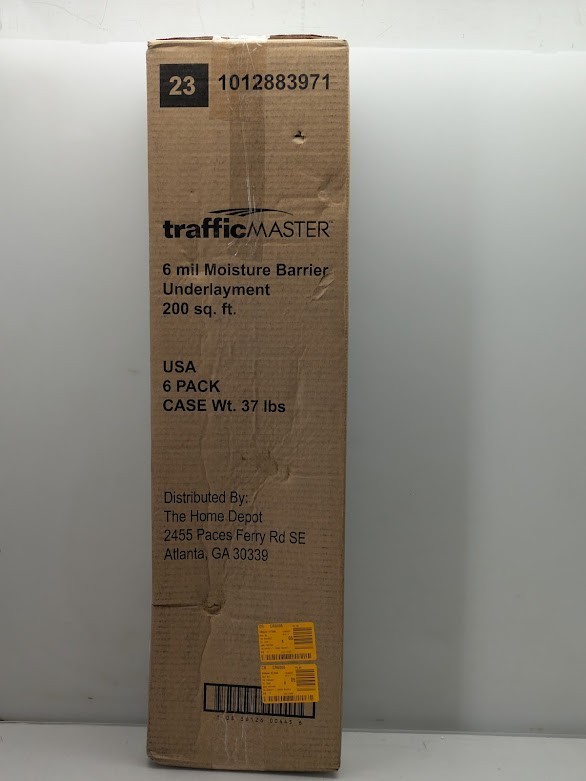 23 1012883971
trafficMASTER™
6 mil Moisture Barrier
Underlayment
200 sq. ft.
USA
6 PACK
CASE Wt. 37 lbs
Distributed By:
The Home Depot
2455 Paces Ferry Rd SE
Atlanta, GA 30339